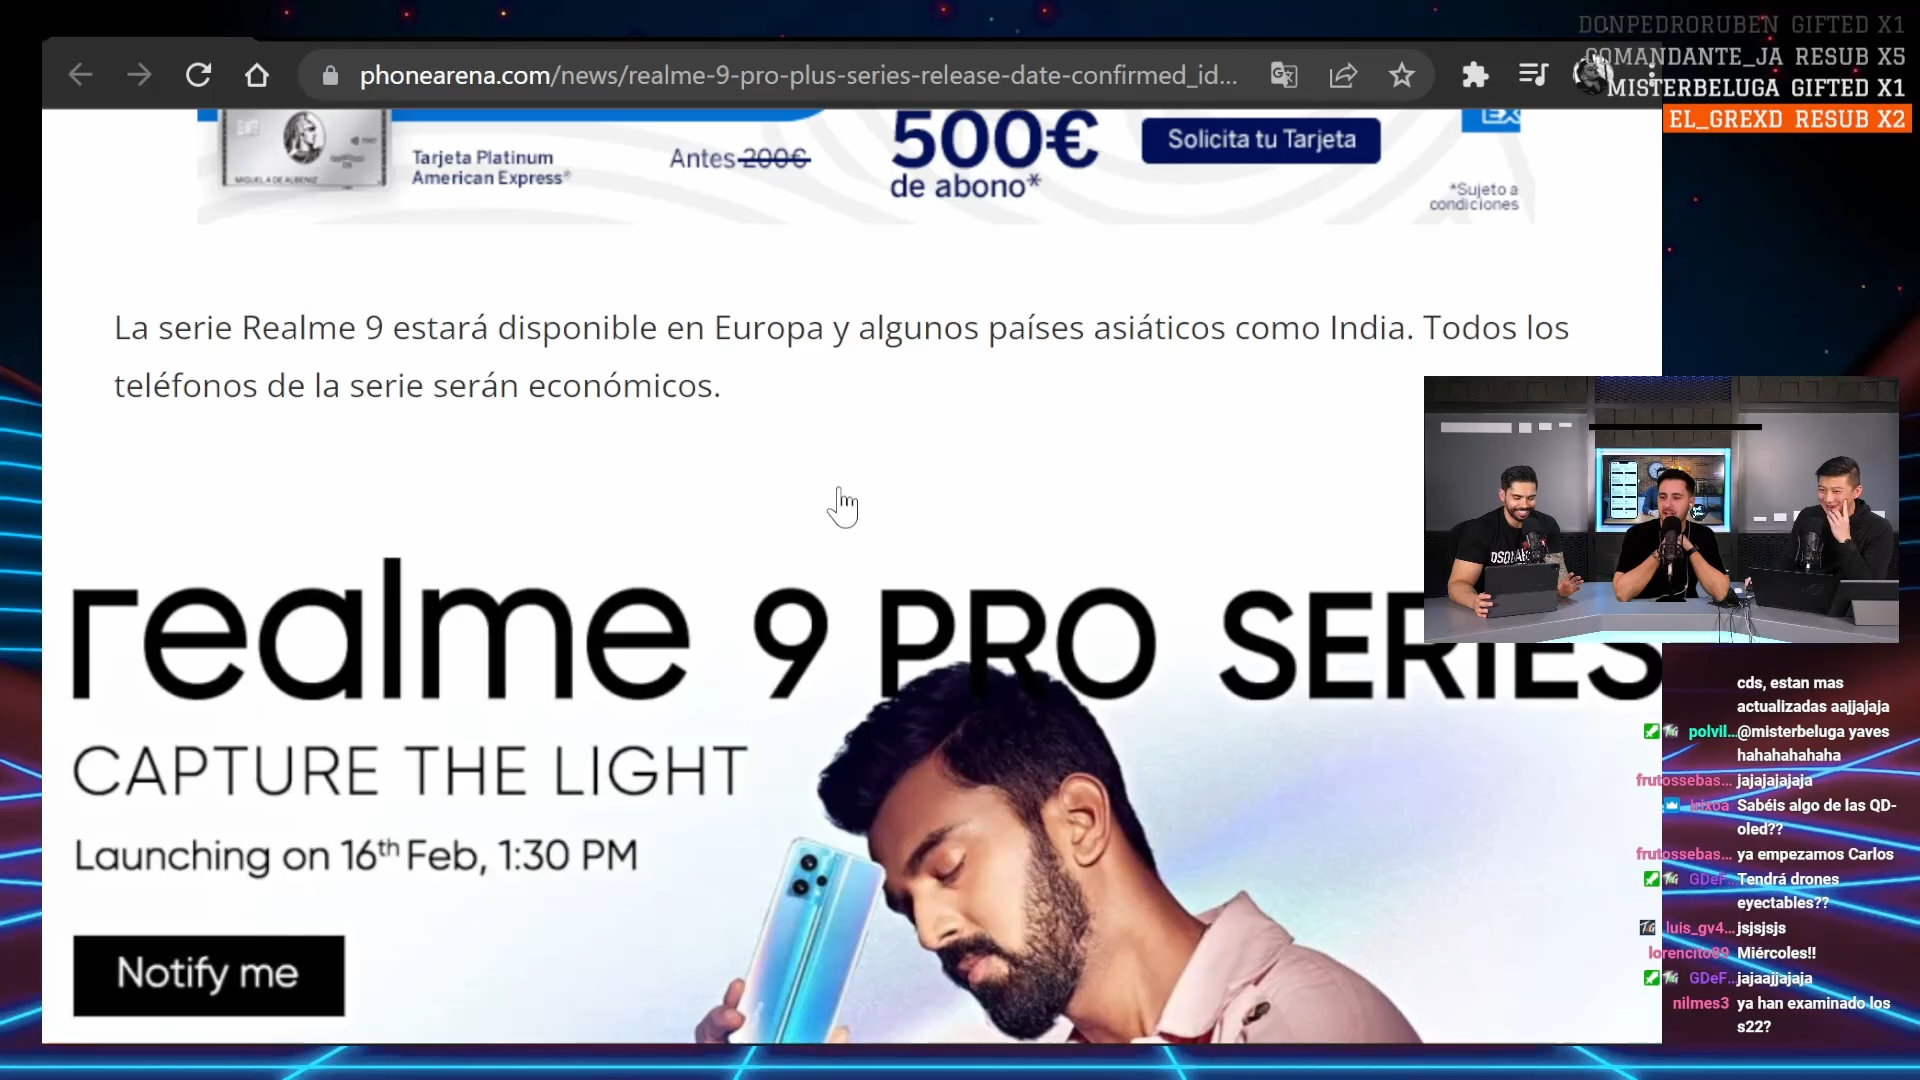 DONPEDRORUBEN GIFTED X1
COMANDANTE_JA RESUB X5
MISTERBELUGA GIFTED X1
EL_GREXD RESUB X2
phonearena.com/news/realme-9-pro-plus-series-release-date-confirmed_id...
Tarjeta Platinum
American Express®
Antes 200€
500€
de abono*
Solicita tu Tarjeta
EX
*Sujeto a
condiciones
La serie Realme 9 estará disponible en Europa y algunos países asiáticos como India. Todos los
teléfonos de la serie serán económicos.
realme 9 PRO SERIES
CAPTURE THE LIGHT
Launching on 16th Feb, 1:30 PM
Notify me
cds, estan mas
actualizadas aajjajaja
polvil... @misterbeluga yaves
hahahahahaha
frutossebas... jajajajajaja
Irixoa Sabéis algo de las QD-
oled??
frutossebas... ya empezamos Carlos
GDeF... Tendrá drones
eyectables??
luis_gv4... jsjsjsjs
lorencito89 Miércoles!!
GDeF... jajaajjajaja
nilmes3 ya han examinado los
s22?